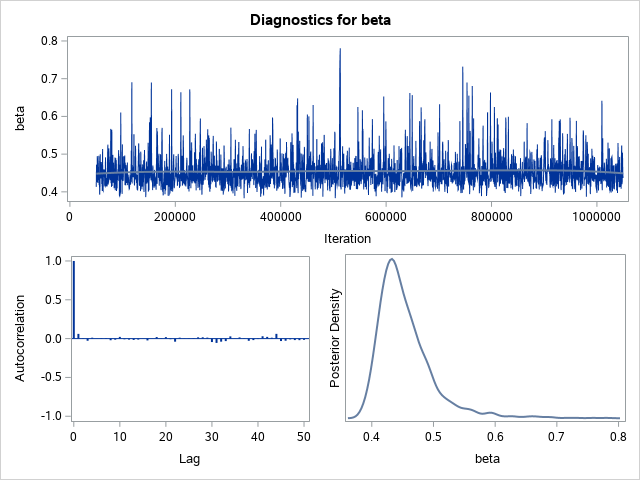 Diagnostics for beta
0.8
0.7
0.6
0.5
0.4
beta
0 200000 400000 600000 800000 1000000
Iteration
1.0
0.5
0.0
-0.5
-1.0
Autocorrelation
0 10 20 30 40 50
Lag
Posterior Density
0.4 0.5 0.6 0.7 0.8
beta